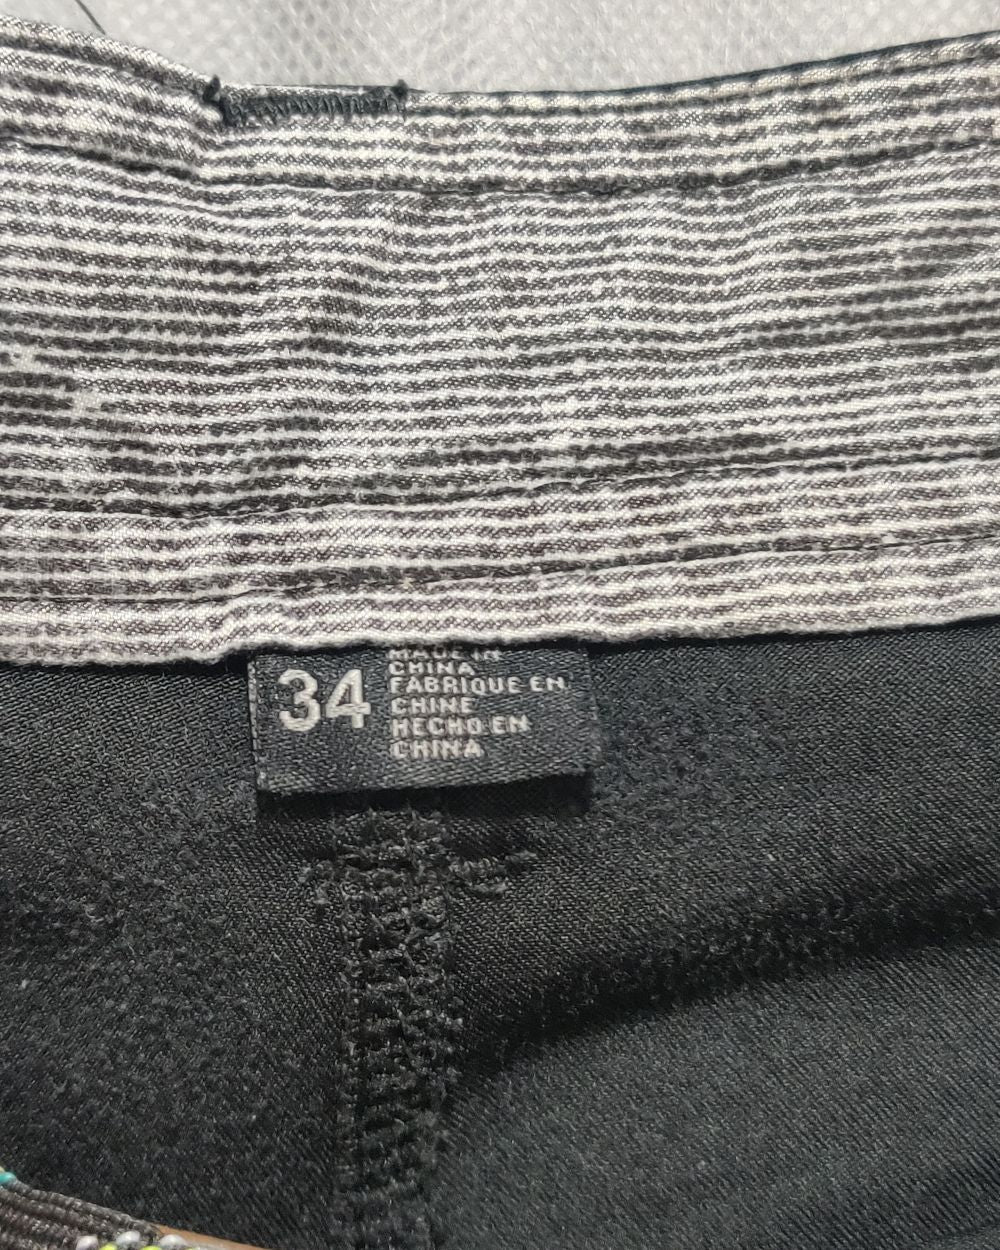 34
MADE IN
CHINA
FABRIQUE EN
CHINE
HECHO EN
CHINA